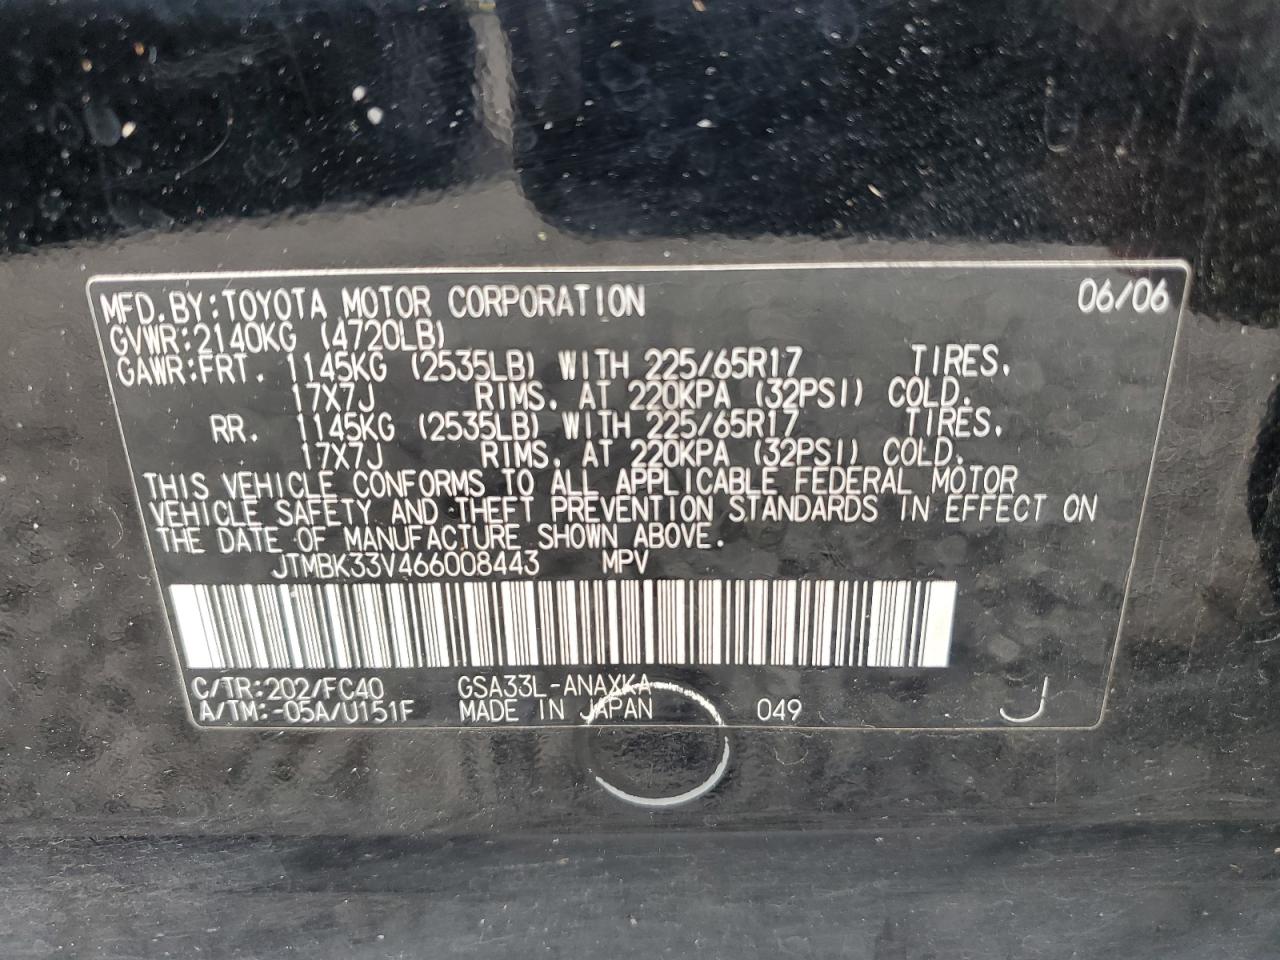 MFD.BY:TOYOTA MOTOR CORPORATION 06/06
GVWR:2140KG (4720LB)
GAWR:FRT. 1145KG (2535LB) WITH 225/65R17 TIRES,
17X7J RIMS, AT 220KPA (32PSI) COLD.
RR. 1145KG (2535LB) WITH 225/65R17 TIRES,
17X7J RIMS, AT 220KPA (32PSI) COLD.
THIS VEHICLE CONFORMS TO ALL APPLICABLE FEDERAL MOTOR
VEHICLE SAFETY AND THEFT PREVENTION STANDARDS IN EFFECT ON
THE DATE OF MANUFACTURE SHOWN ABOVE.
JTMBK33V466008443 MPV
C/TR:202/FC40 GSA33L-ANAXKA
A/TM:-05A/U151F MADE IN JAPAN 049 J